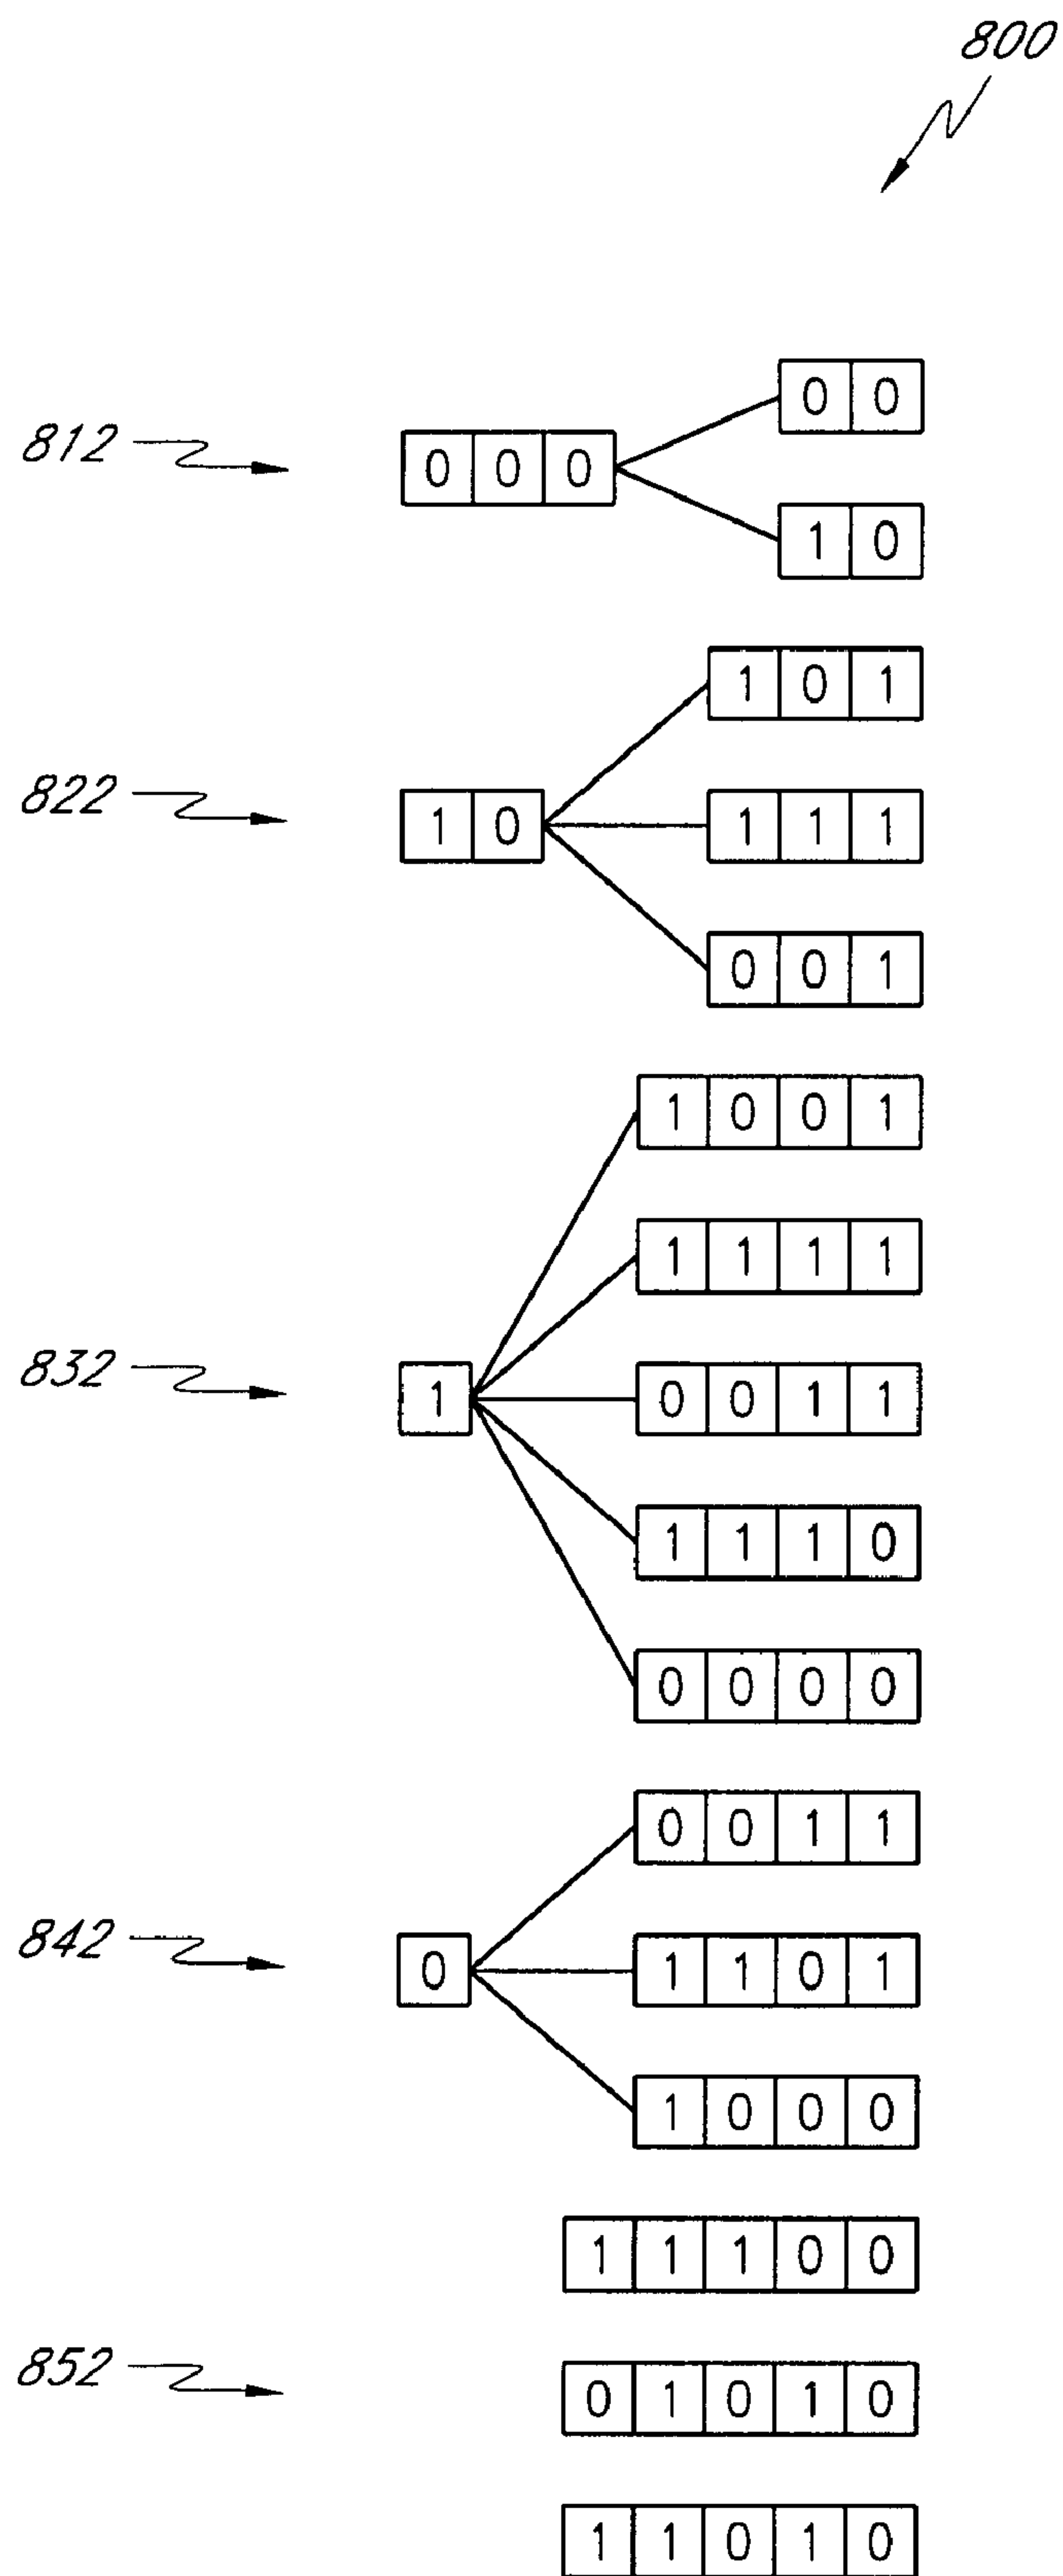 800
0 0
812 0 0 0
1 0
1 0 1
822 1 0 1 1 1
0 0 1
1 0 0 1
1 1 1 1
832 1 0 0 1 1
1 1 1 0
0 0 0 0
0 0 1 1
842 0 1 1 0 1
1 0 0 0
1 1 1 0 0
852 0 1 0 1 0
1 1 0 1 0